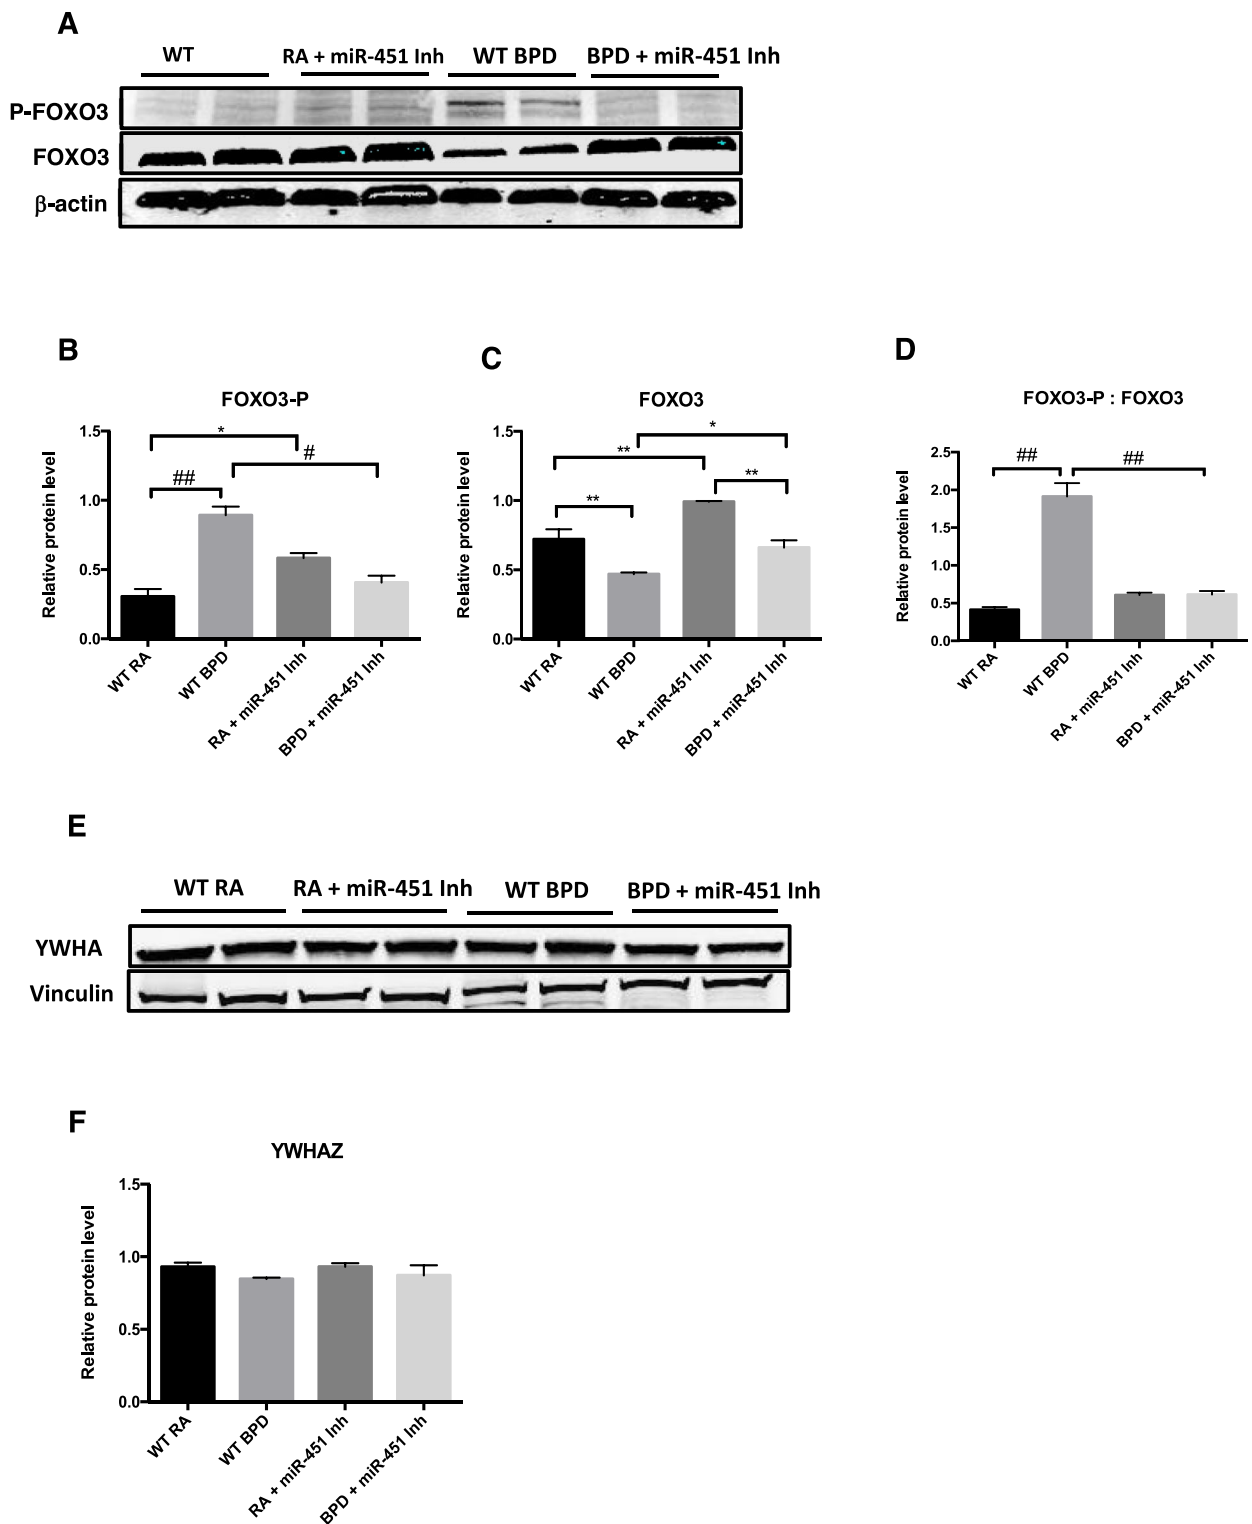 A
WT
RA + miR-451 Inh
WT BPD
BPD + miR-451 Inh
P-FOXO3
FOXO3
β-actin
B
FOXO3-P
Relative protein level
1.5
1.0
0.5
0.0
*
#
##
WT RA
WT BPD
RA + miR-451 Inh
BPD + miR-451 Inh
C
FOXO3
Relative protein level
1.5
1.0
0.5
0.0
*
**
**
**
WT RA
WT BPD
RA + miR-451 Inh
BPD + miR-451 Inh
D
FOXO3-P : FOXO3
Relative protein level
2.5
2.0
1.5
1.0
0.5
0.0
##
##
WT RA
WT BPD
RA + miR-451 Inh
BPD + miR-451 Inh
E
WT RA
RA + miR-451 Inh
WT BPD
BPD + miR-451 Inh
YWHA
Vinculin
F
YWHAZ
Relative protein level
1.5
1.0
0.5
0.0
WT RA
WT BPD
RA + miR-451 Inh
BPD + miR-451 Inh